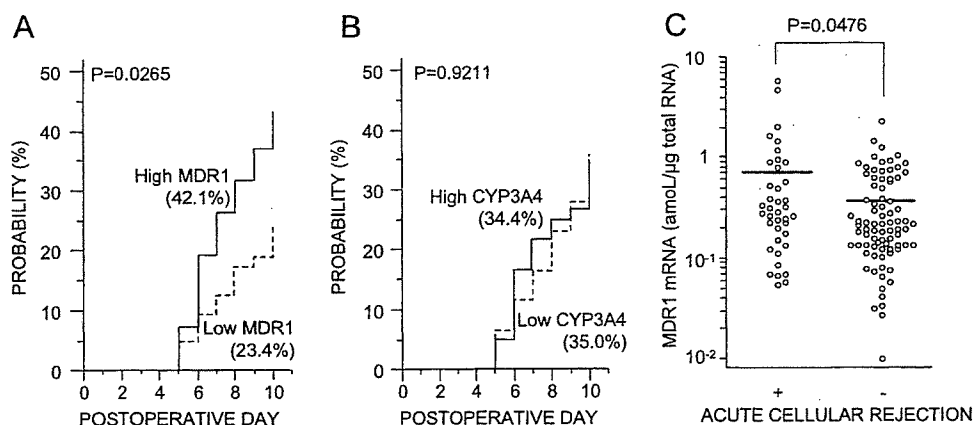 A
P=0.0265
50
40
30
20
10
0
PROBABILITY (%)
High MDR1
(42.1%)
Low MDR1
(23.4%)
0 2 4 6 8 10
POSTOPERATIVE DAY
B
P=0.9211
50
40
30
20
10
0
PROBABILITY (%)
High CYP3A4
(34.4%)
Low CYP3A4
(35.0%)
0 2 4 6 8 10
POSTOPERATIVE DAY
C
P=0.0476
10
1
10-1
10-2
MDR1 mRNA (amoL/µg total RNA)
+ -
ACUTE CELLULAR REJECTION